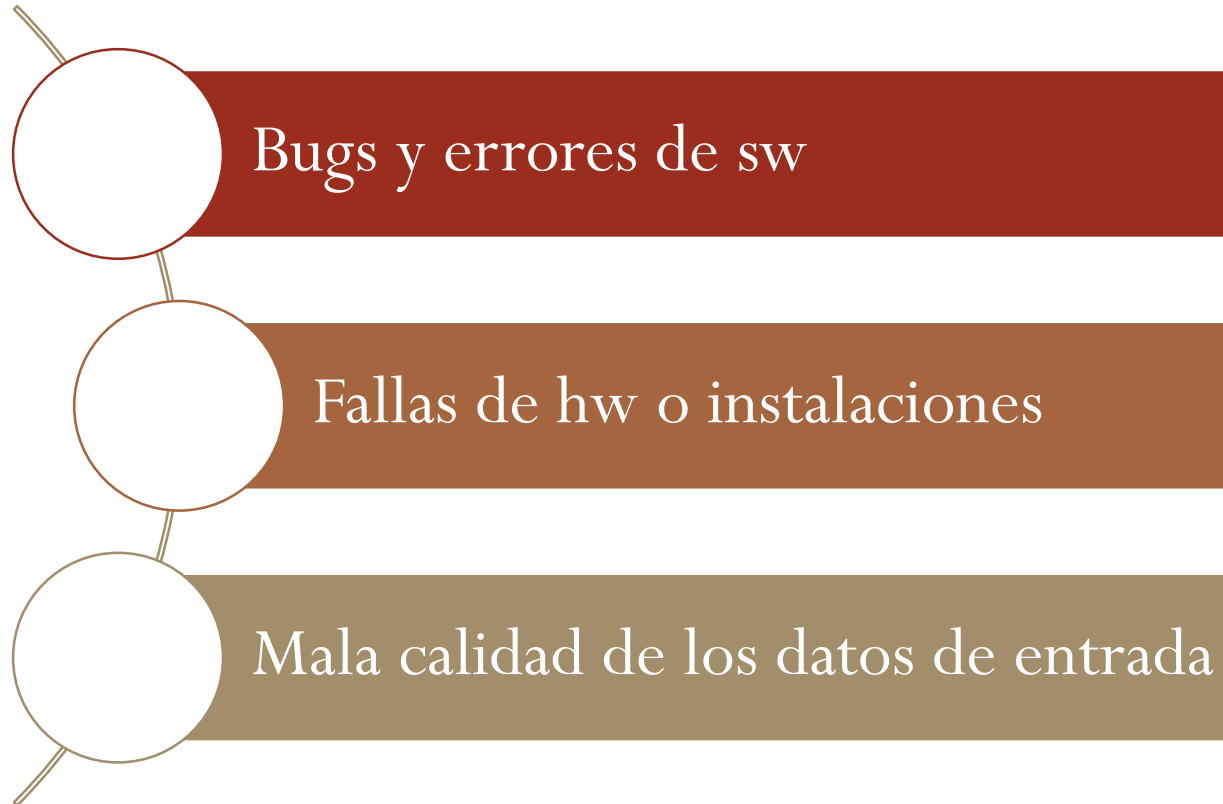 Bugs y errores de sw
Fallas de hw o instalaciones
Mala calidad de los datos de entrada